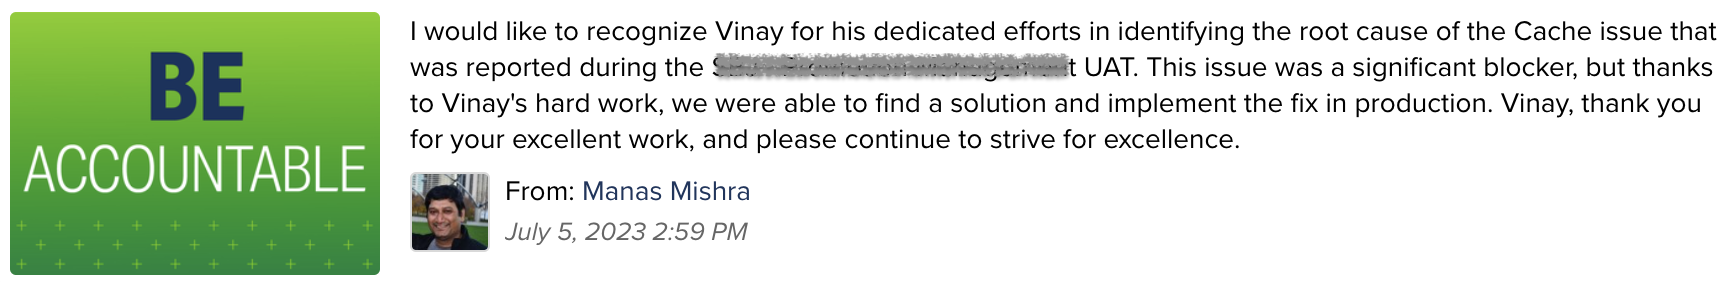 BE
ACCOUNTABLE
I would like to recognize Vinay for his dedicated efforts in identifying the root cause of the Cache issue that
was reported during the UAT. This issue was a significant blocker, but thanks
to Vinay's hard work, we were able to find a solution and implement the fix in production. Vinay, thank you
for your excellent work, and please continue to strive for excellence.
From: Manas Mishra
July 5, 2023 2:59 PM